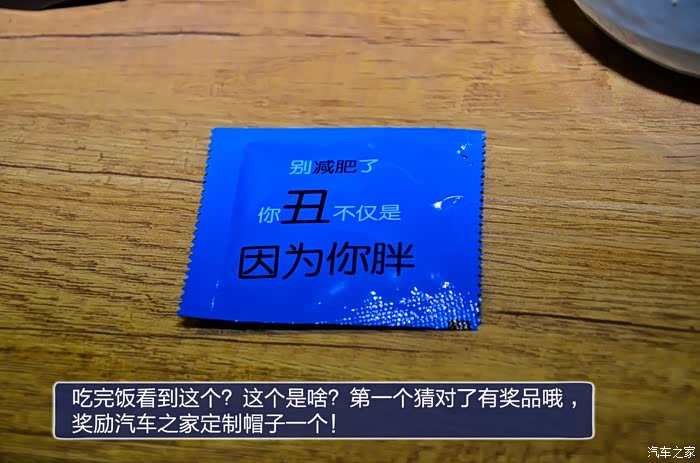 别减肥了
你丑不仅是
因为你胖
吃完饭看到这个？这个是啥？第一个猜对了有奖品哦，
奖励汽车之家定制帽子一个！
汽车之家